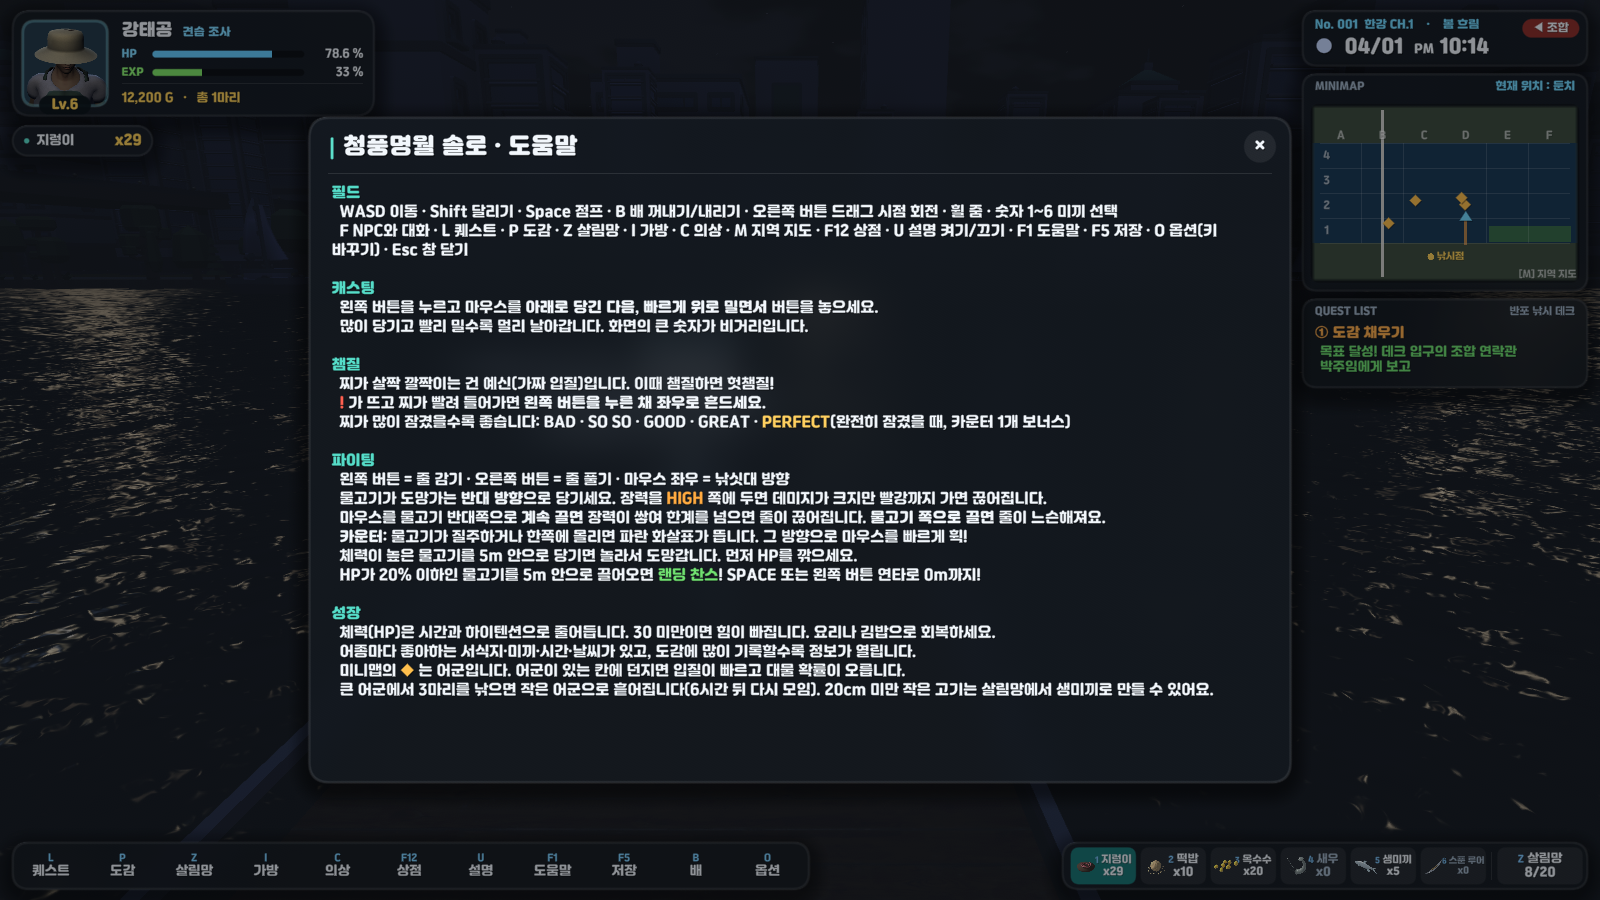 강태공 견습 조사
HP 78.6 %
EXP 33 %
Lv.6
12,200 G · 총 1마리
지렁이 x29
No. 001 한강 CH.1 · 봄 흐림
◀ 조합
04/01 PM 10:14
MINIMAP 현재 위치 : 둔치
A B C D E F
4
3
2
1
낚시점
[M] 지역 지도
QUEST LIST 반포 낚시 데크
① 도감 채우기
목표 달성! 데크 입구의 조합 연락관
박주임에게 보고
청풍명월 솔로 · 도움말
×
필드
WASD 이동 · Shift 달리기 · Space 점프 · B 배 꺼내기/내리기 · 오른쪽 버튼 드래그 시점 회전 · 휠 줌 · 숫자 1~6 미끼 선택
F NPC와 대화 · L 퀘스트 · P 도감 · Z 살림망 · I 가방 · C 의상 · M 지역 지도 · F12 상점 · U 설명 켜기/끄기 · F1 도움말 · F5 저장 · O 옵션(키
바꾸기) · Esc 창 닫기
캐스팅
왼쪽 버튼을 누르고 마우스를 아래로 당긴 다음, 빠르게 위로 밀면서 버튼을 놓으세요.
많이 당기고 빨리 밀수록 멀리 날아갑니다. 화면의 큰 숫자가 비거리입니다.
챔질
찌가 살짝 깔짝이는 건 예신(가짜 입질)입니다. 이때 챔질하면 헛챔질!
! 가 뜨고 찌가 빨려 들어가면 왼쪽 버튼을 누른 채 좌우로 흔드세요.
찌가 많이 잠겼을수록 좋습니다: BAD · SO SO · GOOD · GREAT · PERFECT(완전히 잠겼을 때, 카운터 1개 보너스)
파이팅
왼쪽 버튼 = 줄 감기 · 오른쪽 버튼 = 줄 풀기 · 마우스 좌우 = 낚싯대 방향
물고기가 도망가는 반대 방향으로 당기세요. 장력을 HIGH 쪽에 두면 데미지가 크지만 빨강까지 가면 끊어집니다.
마우스를 물고기 반대쪽으로 계속 끌면 장력이 쌓여 한계를 넘으면 줄이 끊어집니다. 물고기 쪽으로 끌면 줄이 느슨해져요.
카운터: 물고기가 질주하거나 한쪽에 몰리면 파란 화살표가 뜹니다. 그 방향으로 마우스를 빠르게 휙!
체력이 높은 물고기를 5m 안으로 당기면 놀라서 도망갑니다. 먼저 HP를 깎으세요.
HP가 20% 이하인 물고기를 5m 안으로 끌어오면 랜딩 찬스! SPACE 또는 왼쪽 버튼 연타로 0m까지!
성장
체력(HP)은 시간과 하이텐션으로 줄어듭니다. 30 미만이면 힘이 빠집니다. 요리나 김밥으로 회복하세요.
어종마다 좋아하는 서식지·미끼·시간·날씨가 있고, 도감에 많이 기록할수록 정보가 열립니다.
미니맵의 ◆ 는 어군입니다. 어군이 있는 칸에 던지면 입질이 빠르고 대물 확률이 오릅니다.
큰 어군에서 3마리를 낚으면 작은 어군으로 흩어집니다(6시간 뒤 다시 모임). 20cm 미만 작은 고기는 살림망에서 생미끼로 만들 수 있어요.
L P Z I C F12 U F1 F5 B O
퀘스트 도감 살림망 가방 의상 상점 설명 도움말 저장 배 옵션
1 지렁이 2 떡밥 3 옥수수 4 새우 5 생미끼 6 스푼 루어 Z 살림망
x29 x10 x20 x0 x5 x0 8/20